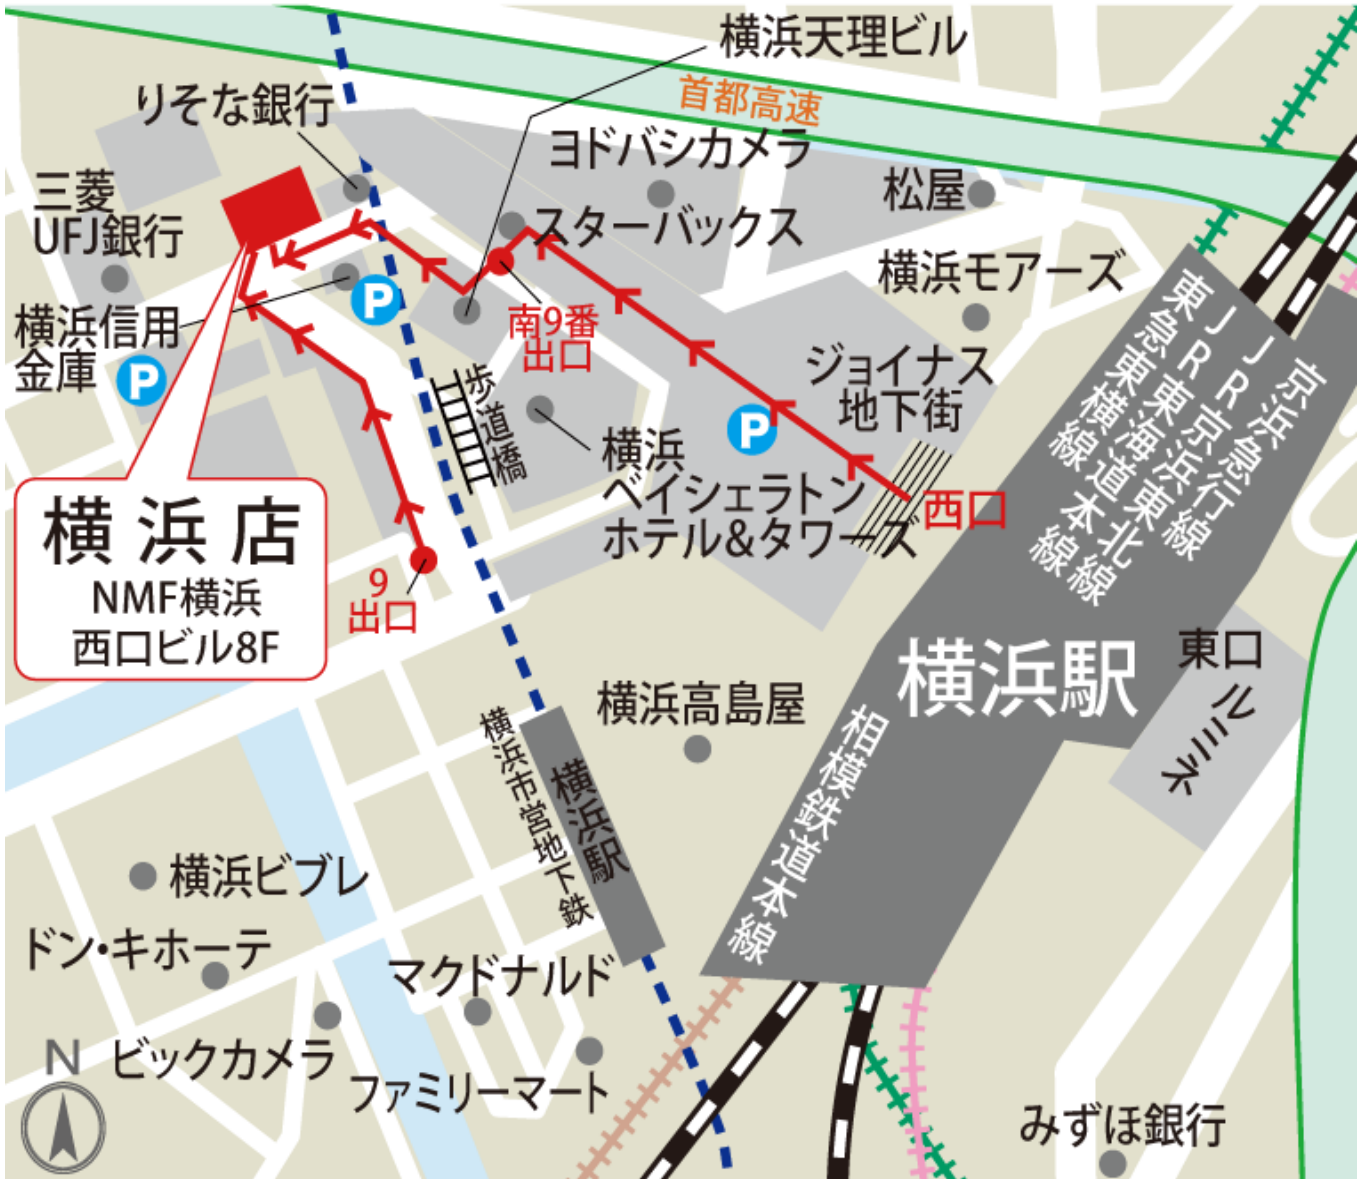 横浜天理ビル
首都高速
りそな銀行
ヨドバシカメラ
松屋
三菱
UFJ銀行
スターバックス
横浜モアーズ
横浜信用
金庫
P
P
P
南9番
出口
ジョイナス
地下街
歩道橋
横浜
ベイシェラトン
ホテル&タワーズ
西口
京浜急行線
JR京浜東北線
JR東海道本線
東急東横線
横浜店
NMF横浜
西口ビル8F
9
出口
横浜駅
東口
ルミネ
相模鉄道本線
横浜高島屋
横浜市営地下鉄
横浜駅
横浜ビブレ
ドン・キホーテ
マクドナルド
ビックカメラ
ファミリーマート
みずほ銀行
N